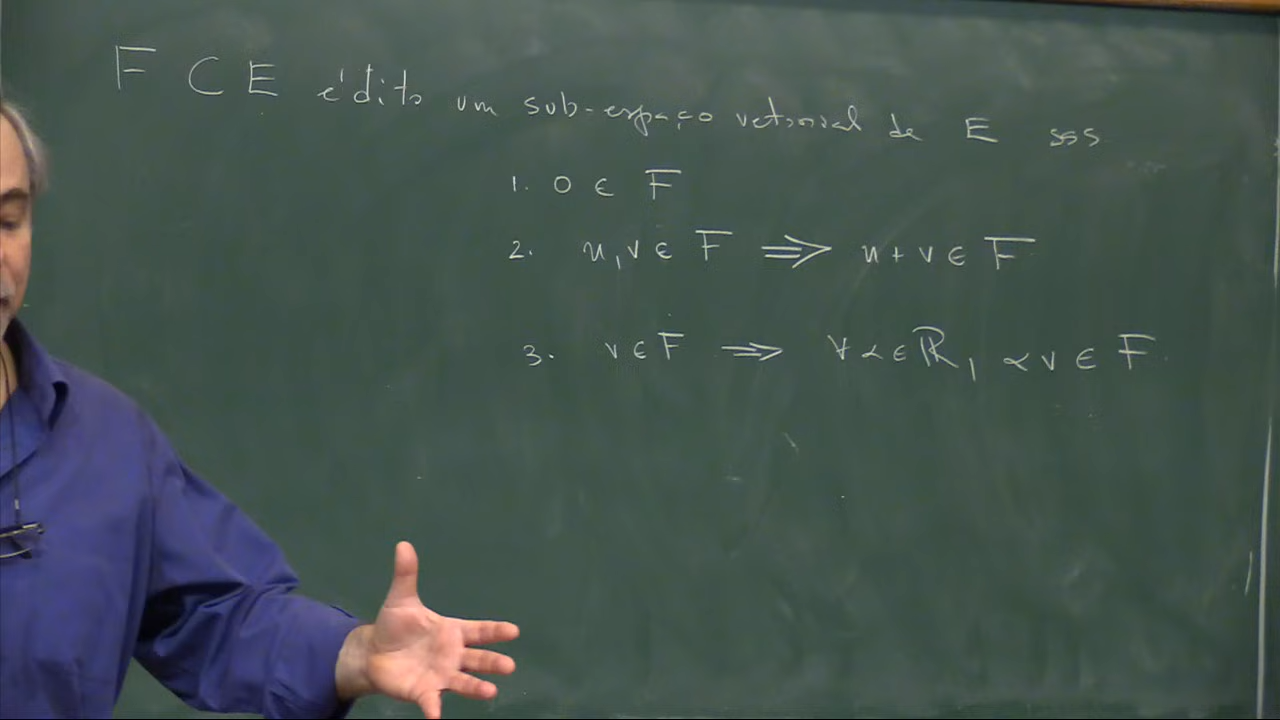 F ⊂ E é dito um sub-espaço vetorial de E sss
1. 0 ∈ F
2. u, v ∈ F ⟹ u + v ∈ F
3. v ∈ F ⟹ ∀ α ∈ ℝ, α v ∈ F